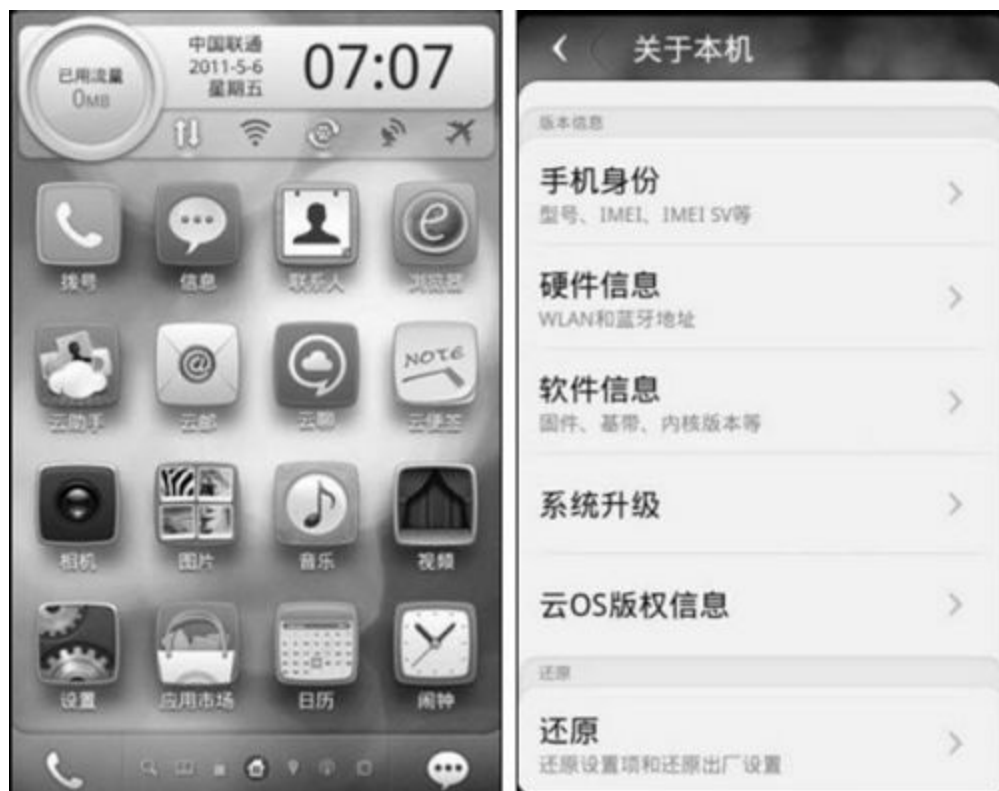 中国联通
2011-5-6
星期五
07:07
已用流量
0MB
拨号
信息
联系人
浏览器
云助手
云邮
云聊
NOTE
云便签
相机
图片
音乐
视频
设置
应用市场
日历
闹钟
关于本机
版本信息
手机身份
型号、IMEI、IMEI SV等
硬件信息
WLAN和蓝牙地址
软件信息
固件、基带、内核版本等
系统升级
云OS版权信息
还原
还原
还原设置项和还原出厂设置